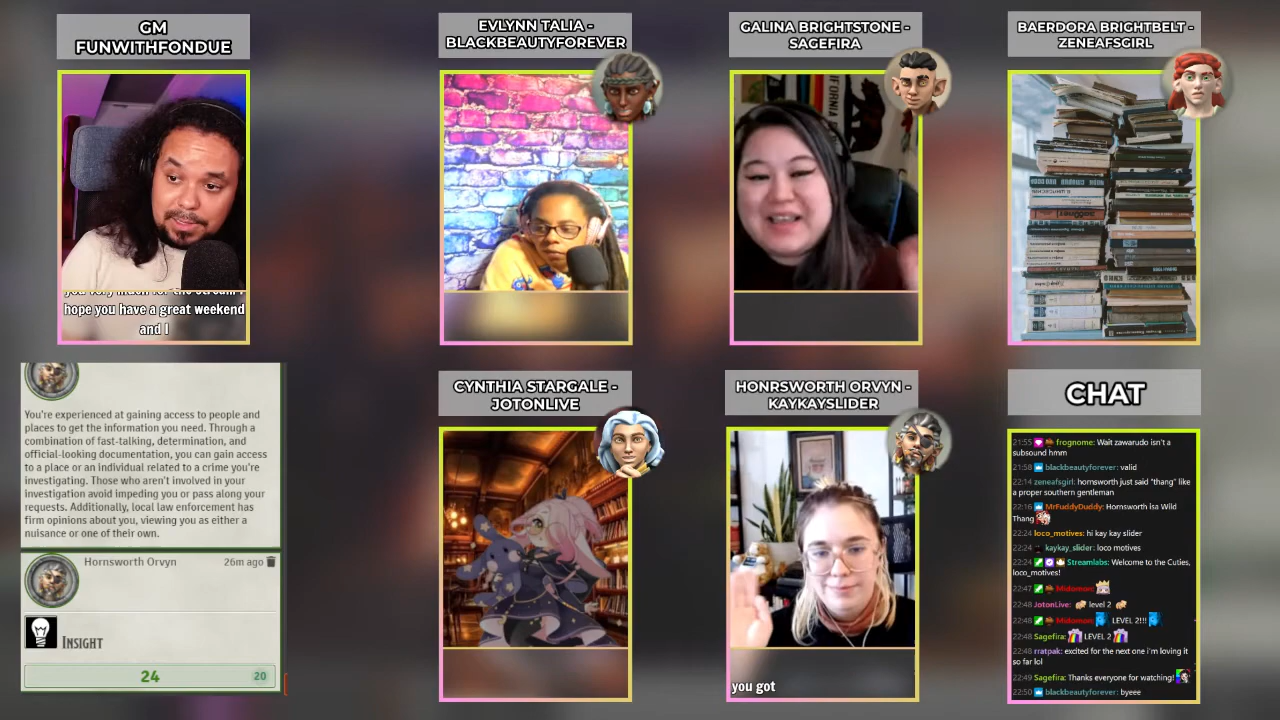 GM
FUNWITHFONDUE
EVLYNN TALIA -
BLACKBEAUTYFOREVER
GALINA BRIGHTSTONE -
SAGEFIRA
BAERDORA BRIGHTBELT -
ZENEAFSGIRL
hope you have a great weekend
and I
You're experienced at gaining access to people and
places to get the information you need. Through a
combination of fast-talking, determination, and
official-looking documentation, you can gain access
to a place or an individual related to a crime you're
investigating. Those who aren't involved in your
investigation avoid impeding you or pass along your
requests. Additionally, local law enforcement has
firm opinions about you, viewing you as either a
nuisance or one of their own.
Hornsworth Orvyn 26m ago
INSIGHT
24 20
CYNTHIA STARGALE -
JOTONLIVE
HONRSWORTH ORVYN -
KAYKAYSLIDER
you got
CHAT
21:55 frognome: Wait zawarudo isn't a
subsound hmm
21:58 blackbeautyforever: valid
22:14 zeneafsgirl: hornsworth just said "thang" like
a proper southern gentleman
22:16 MrFuddyDuddy: Hornsworth isa Wild
Thang
22:24 loco_motives: hi kay kay slider
22:24 kaykay_slider: loco motives
22:24 Streamlabs: Welcome to the Cuties,
loco_motives!
22:47 Midomon:
22:48 JotonLive: level 2
22:48 Midomon: LEVEL 2!!!
22:48 Sagefira: LEVEL 2
22:48 rratpak: excited for the next one i'm loving it
so far lol
22:49 Sagefira: Thanks everyone for watching!
22:50 blackbeautyforever: byeee